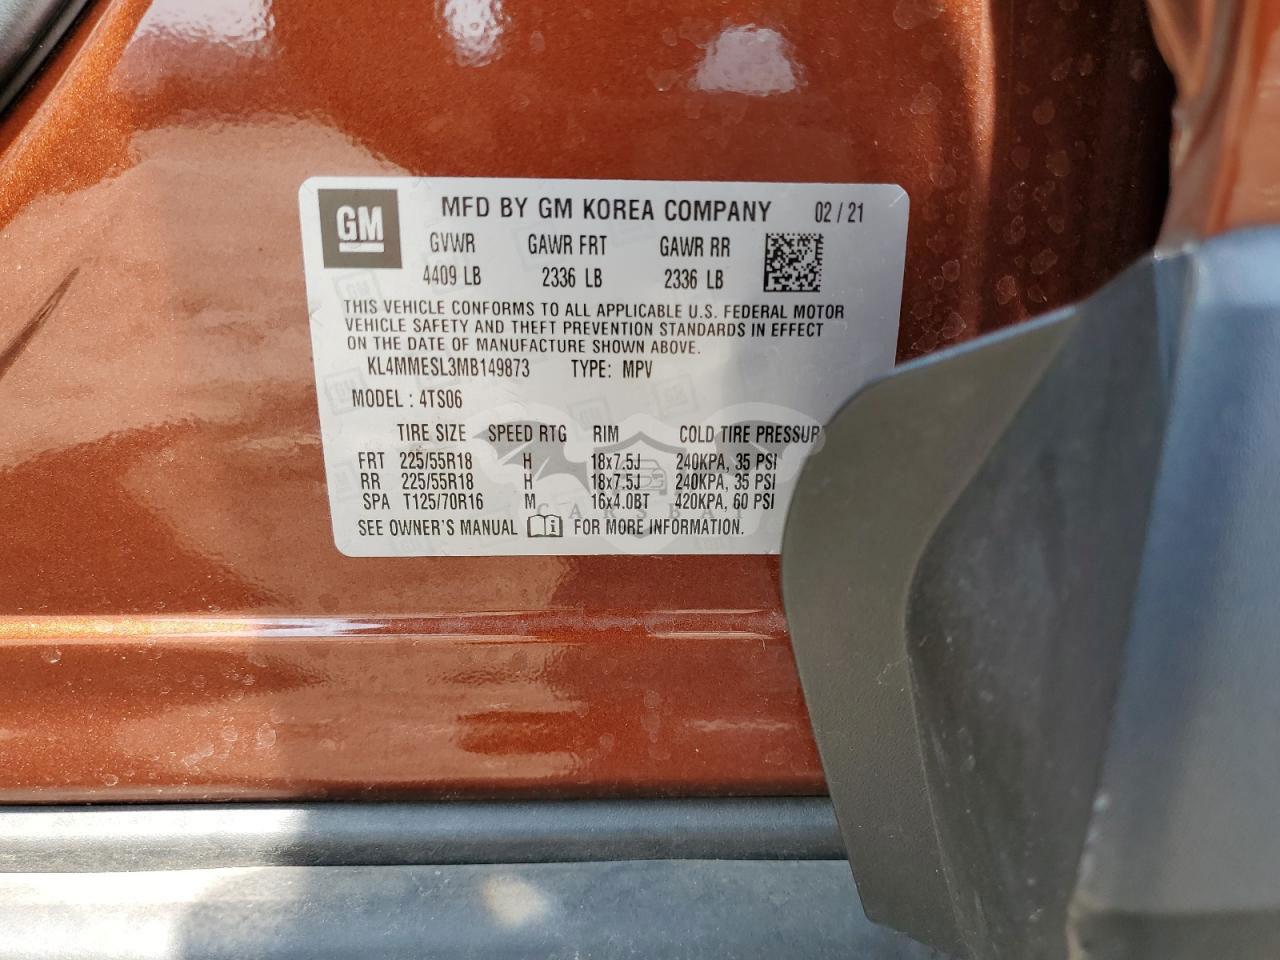 GM
MFD BY GM KOREA COMPANY 02 / 21
GVWR GAWR FRT GAWR RR
4409 LB 2336 LB 2336 LB
THIS VEHICLE CONFORMS TO ALL APPLICABLE U.S. FEDERAL MOTOR
VEHICLE SAFETY AND THEFT PREVENTION STANDARDS IN EFFECT
ON THE DATE OF MANUFACTURE SHOWN ABOVE.
KL4MMESL3MB149873 TYPE: MPV
MODEL : 4TS06
TIRE SIZE SPEED RTG RIM COLD TIRE PRESSUR
FRT 225/55R18 H 18x7.5J 240KPA, 35 PSI
RR 225/55R18 H 18x7.5J 240KPA, 35 PSI
SPA T125/70R16 M 16x4.0BT 420KPA, 60 PSI
CARSBAT
SEE OWNER'S MANUAL i FOR MORE INFORMATION.